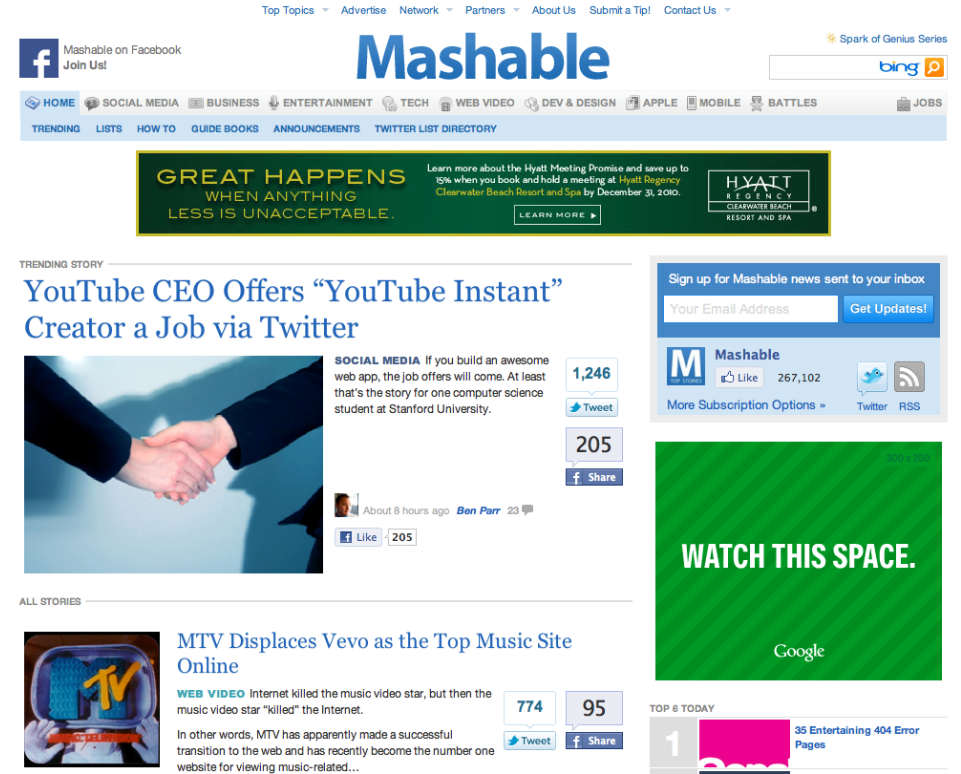 Top Topics Advertise Network Partners About Us Submit a Tip! Contact Us
Mashable on Facebook
Join Us!
Mashable
Spark of Genius Series
bing
HOME SOCIAL MEDIA BUSINESS ENTERTAINMENT TECH WEB VIDEO DEV & DESIGN APPLE MOBILE BATTLES JOBS
TRENDING LISTS HOW TO GUIDE BOOKS ANNOUNCEMENTS TWITTER LIST DIRECTORY
GREAT HAPPENS
WHEN ANYTHING
LESS IS UNACCEPTABLE.
Learn more about the Hyatt Meeting Promise and save up to
15% when you book and hold a meeting at Hyatt Regency
Clearwater Beach Resort and Spa by December 31, 2010.
LEARN MORE
HYATT
REGENCY
CLEARWATER BEACH
RESORT AND SPA
®
TRENDING STORY
YouTube CEO Offers “YouTube Instant”
Creator a Job via Twitter
SOCIAL MEDIA If you build an awesome
web app, the job offers will come. At least
that's the story for one computer science
student at Stanford University.
1,246
Tweet
205
f Share
About 8 hours ago Ben Parr 23
Like 205
Sign up for Mashable news sent to your inbox
Your Email Address
Get Updates!
M
TOP STORIES
Mashable
Like 267,102
More Subscription Options »
Twitter RSS
300 x 250
WATCH THIS SPACE.
Google
ALL STORIES
MTV
MTV Displaces Vevo as the Top Music Site
Online
WEB VIDEO Internet killed the music video star, but then the
music video star “killed” the Internet.
In other words, MTV has apparently made a successful
transition to the web and has recently become the number one
website for viewing music-related...
774
Tweet
95
f Share
TOP 6 TODAY
1
35 Entertaining 404 Error
Pages